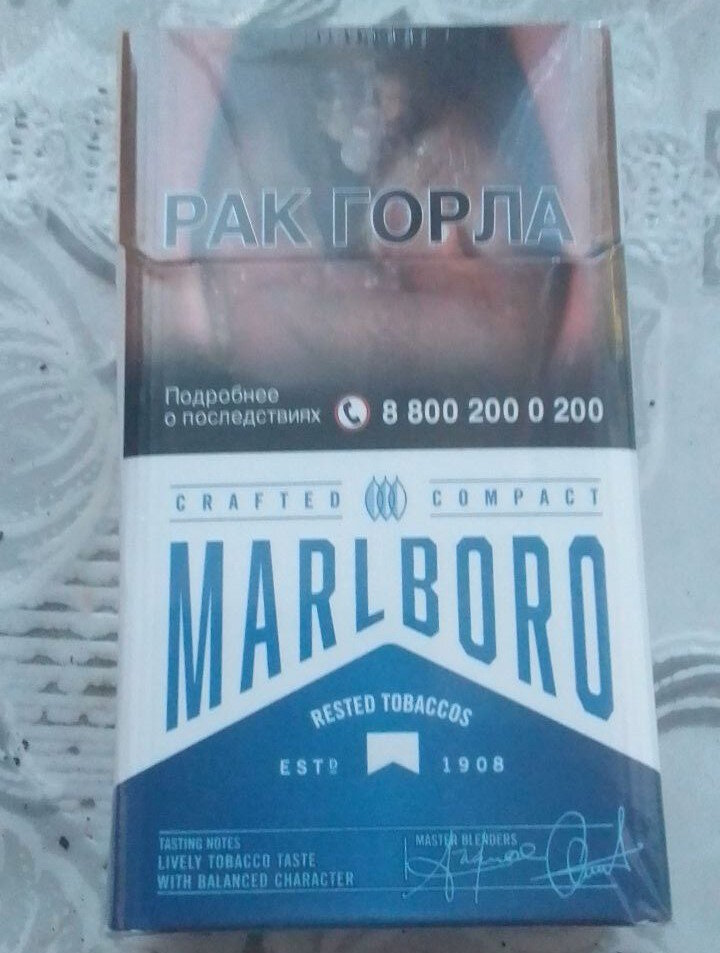 РАК ГОРЛА
Подробнее
о последствиях 8 800 200 0 200
CRAFTED COMPACT
MARLBORO
RESTED TOBACCOS
ESTD 1908
TASTING NOTES
LIVELY TOBACCO TASTE
WITH BALANCED CHARACTER
MASTER BLENDERS